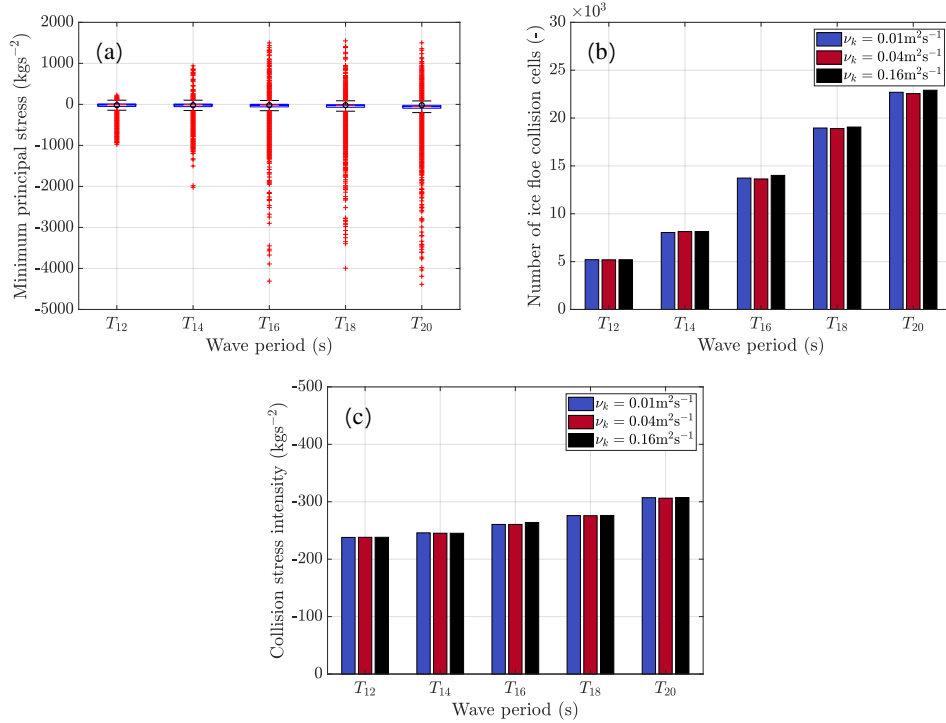 (a)
Minimum principal stress (kgs⁻²)
2000
1000
0
-1000
-2000
-3000
-4000
-5000
T₁₂ T₁₄ T₁₆ T₁₈ T₂₀
Wave period (s)
×10³
(b)
Number of ice floe collision cells (-)
30
25
20
15
10
5
0
νₖ = 0.01m²s⁻¹
νₖ = 0.04m²s⁻¹
νₖ = 0.16m²s⁻¹
T₁₂ T₁₄ T₁₆ T₁₈ T₂₀
Wave period (s)
(c)
Collision stress intensity (kgs⁻²)
-500
-400
-300
-200
-100
0
νₖ = 0.01m²s⁻¹
νₖ = 0.04m²s⁻¹
νₖ = 0.16m²s⁻¹
T₁₂ T₁₄ T₁₆ T₁₈ T₂₀
Wave period (s)